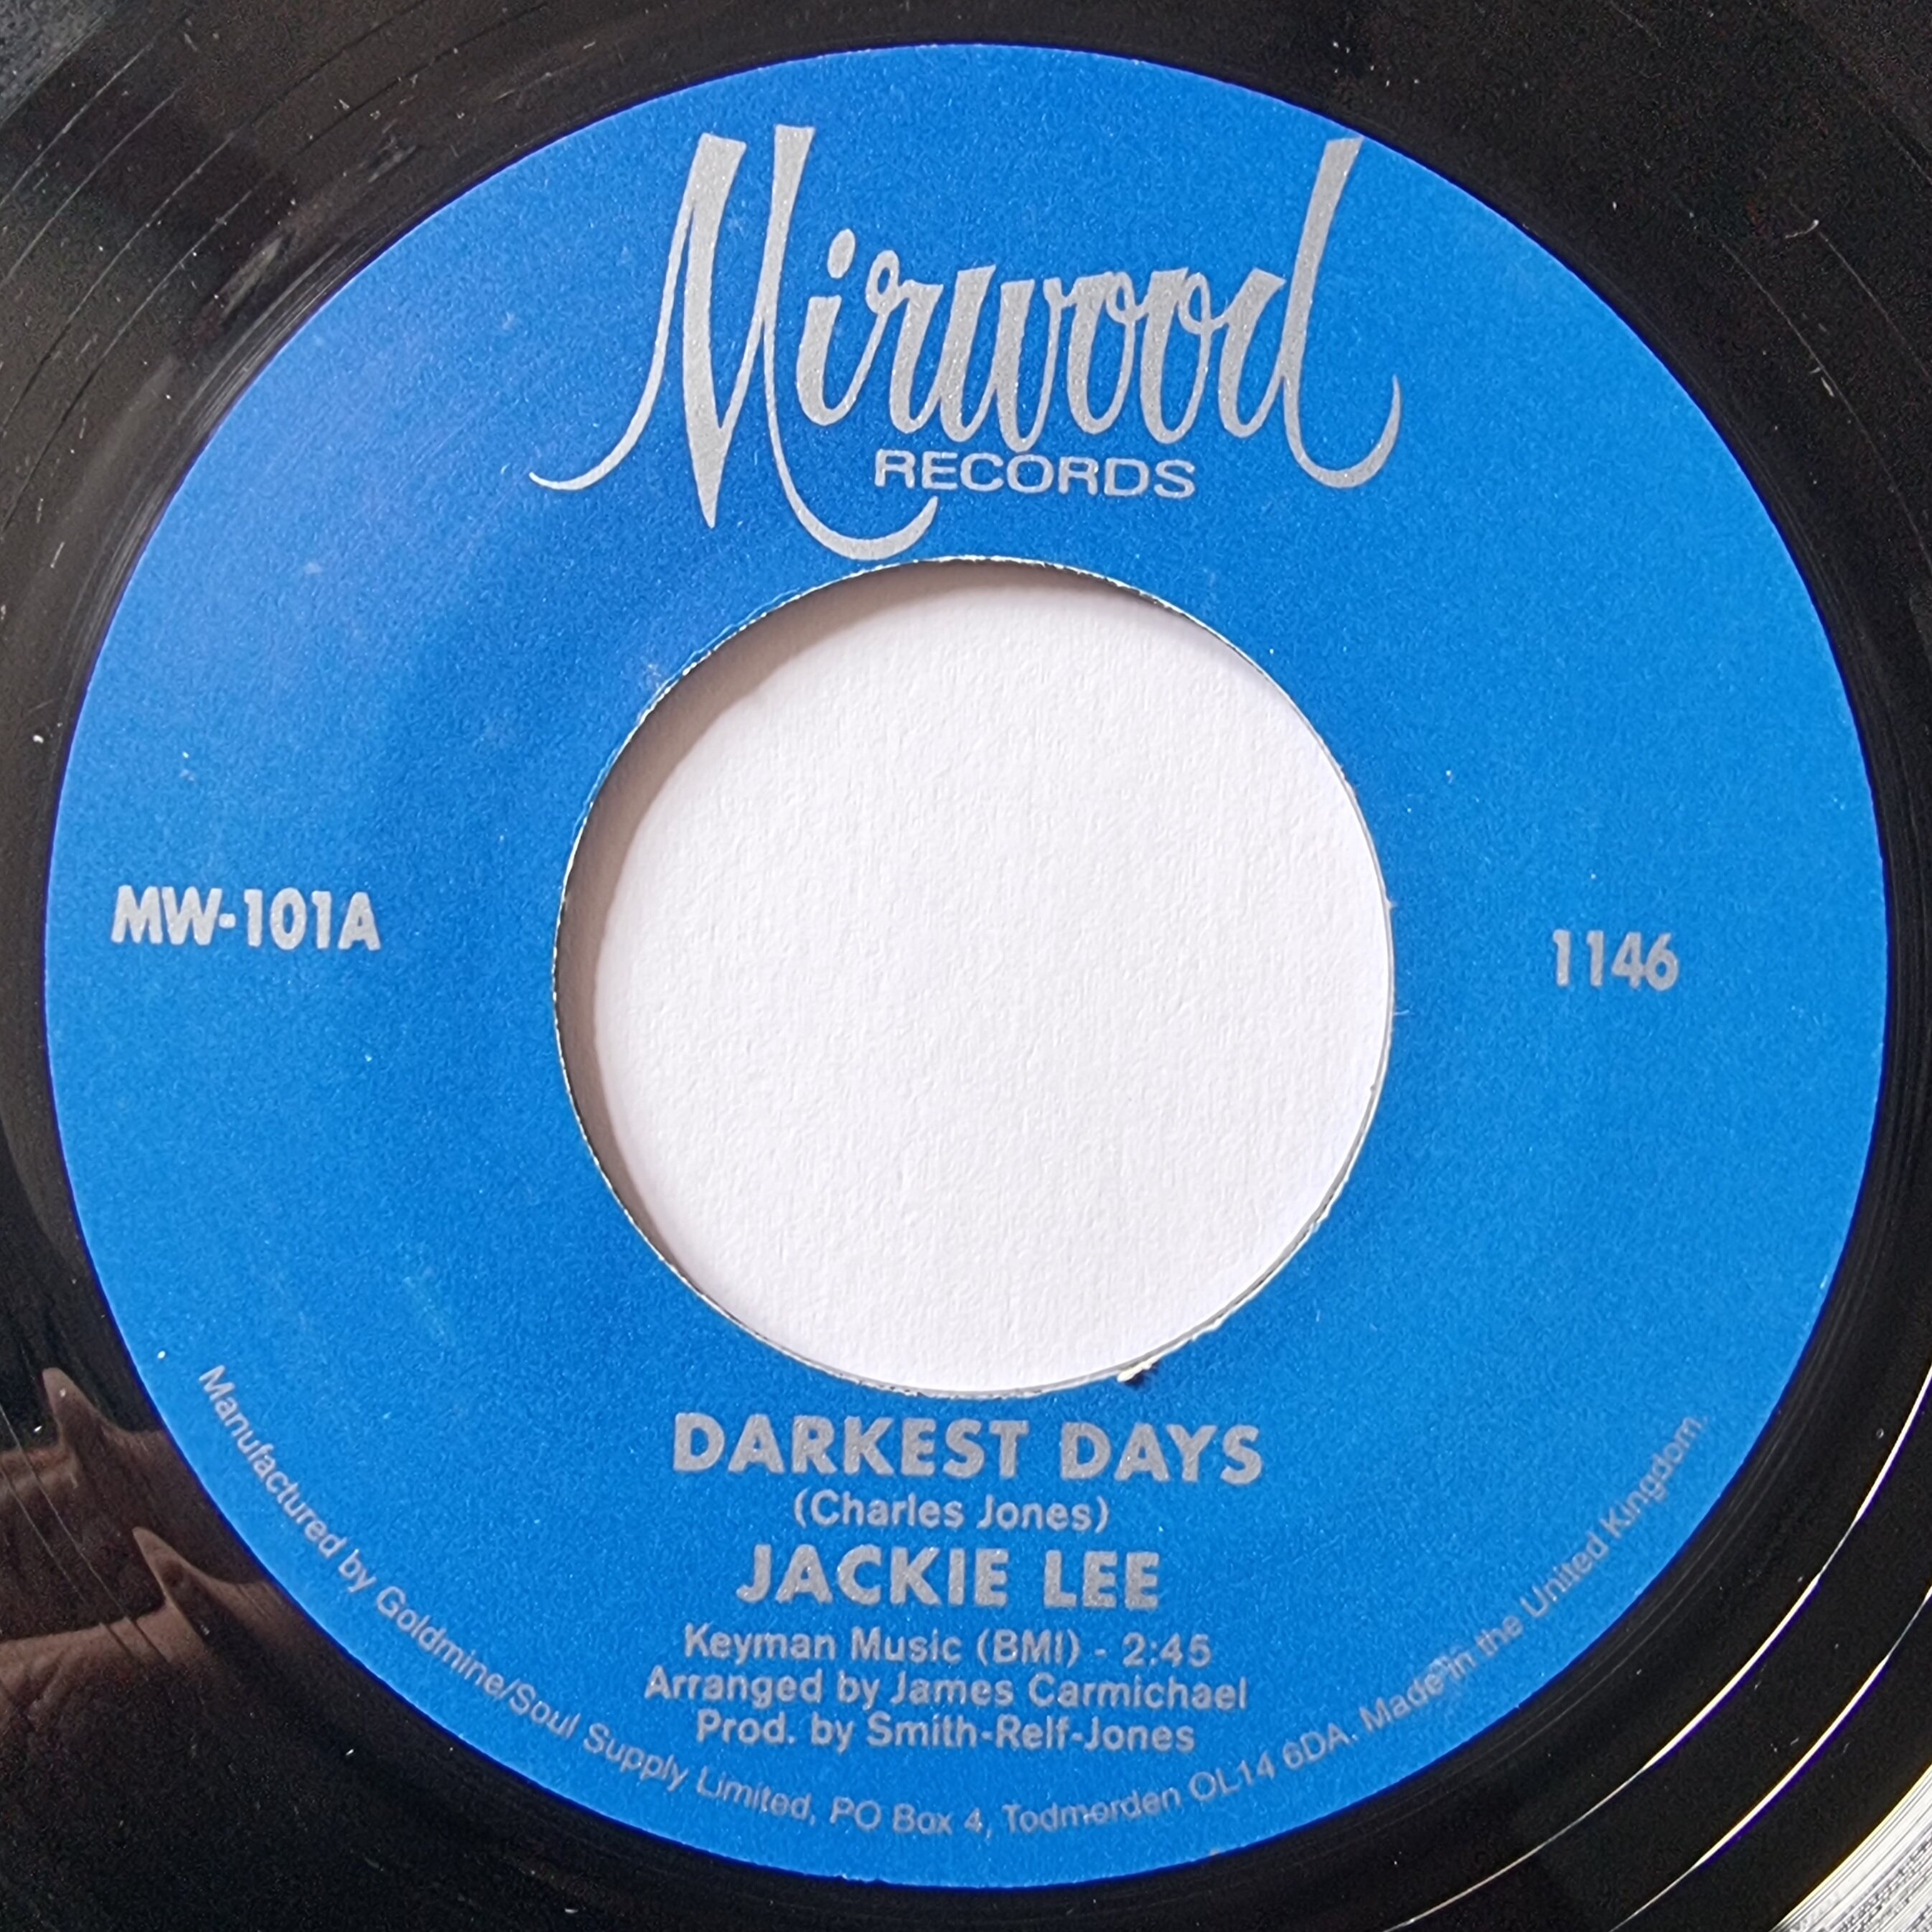 Mirwood
RECORDS
MW-101A
1146
DARKEST DAYS
(Charles Jones)
JACKIE LEE
Keyman Music (BMI) - 2:45
Arranged by James Carmichael
Prod. by Smith-Relf-Jones
Manufactured by Goldmine/Soul Supply Limited, PO Box 4, Todmorden OL14 6DA. Made in the United Kingdom.